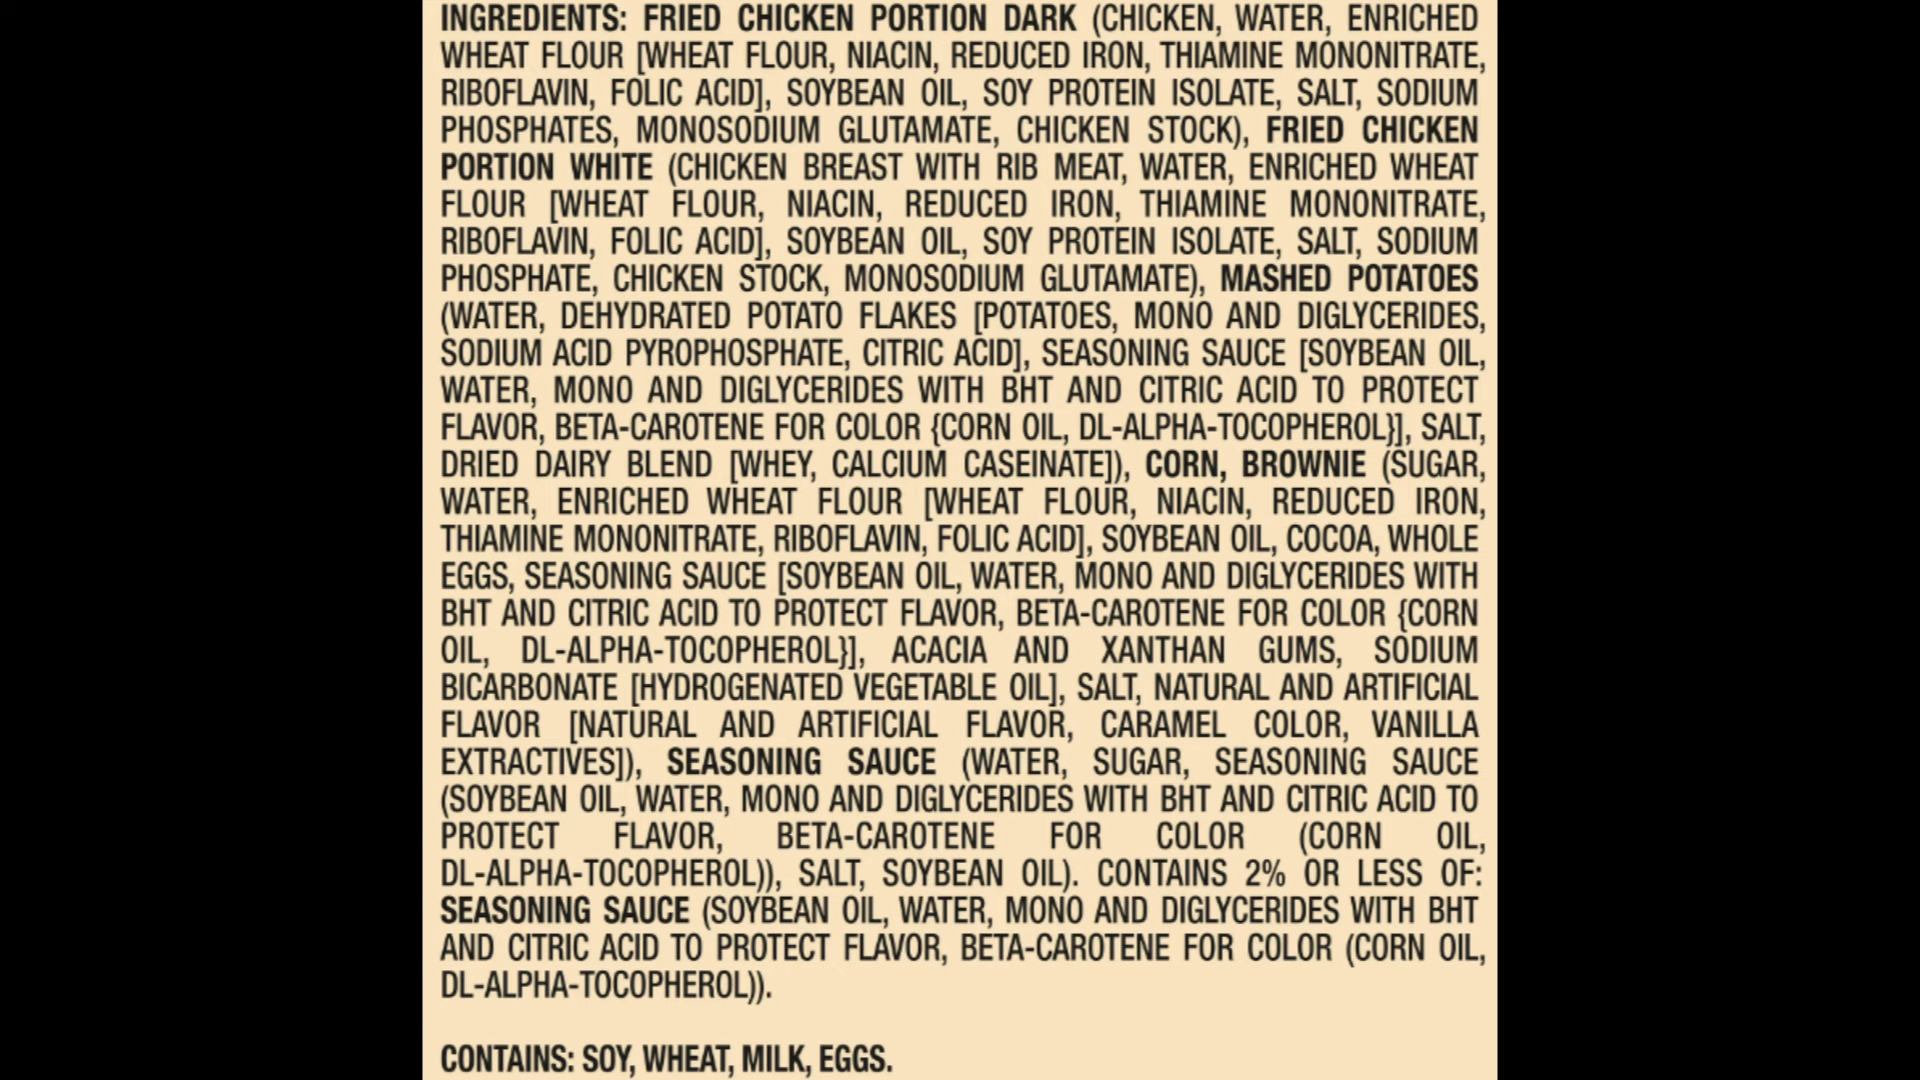 INGREDIENTS: FRIED CHICKEN PORTION DARK (CHICKEN, WATER, ENRICHED
WHEAT FLOUR [WHEAT FLOUR, NIACIN, REDUCED IRON, THIAMINE MONONITRATE,
RIBOFLAVIN, FOLIC ACID], SOYBEAN OIL, SOY PROTEIN ISOLATE, SALT, SODIUM
PHOSPHATES, MONOSODIUM GLUTAMATE, CHICKEN STOCK), FRIED CHICKEN
PORTION WHITE (CHICKEN BREAST WITH RIB MEAT, WATER, ENRICHED WHEAT
FLOUR [WHEAT FLOUR, NIACIN, REDUCED IRON, THIAMINE MONONITRATE,
RIBOFLAVIN, FOLIC ACID], SOYBEAN OIL, SOY PROTEIN ISOLATE, SALT, SODIUM
PHOSPHATE, CHICKEN STOCK, MONOSODIUM GLUTAMATE), MASHED POTATOES
(WATER, DEHYDRATED POTATO FLAKES [POTATOES, MONO AND DIGLYCERIDES,
SODIUM ACID PYROPHOSPHATE, CITRIC ACID], SEASONING SAUCE [SOYBEAN OIL,
WATER, MONO AND DIGLYCERIDES WITH BHT AND CITRIC ACID TO PROTECT
FLAVOR, BETA-CAROTENE FOR COLOR {CORN OIL, DL-ALPHA-TOCOPHEROL}], SALT,
DRIED DAIRY BLEND [WHEY, CALCIUM CASEINATE]), CORN, BROWNIE (SUGAR,
WATER, ENRICHED WHEAT FLOUR [WHEAT FLOUR, NIACIN, REDUCED IRON,
THIAMINE MONONITRATE, RIBOFLAVIN, FOLIC ACID], SOYBEAN OIL, COCOA, WHOLE
EGGS, SEASONING SAUCE [SOYBEAN OIL, WATER, MONO AND DIGLYCERIDES WITH
BHT AND CITRIC ACID TO PROTECT FLAVOR, BETA-CAROTENE FOR COLOR {CORN
OIL, DL-ALPHA-TOCOPHEROL}], ACACIA AND XANTHAN GUMS, SODIUM
BICARBONATE [HYDROGENATED VEGETABLE OIL], SALT, NATURAL AND ARTIFICIAL
FLAVOR [NATURAL AND ARTIFICIAL FLAVOR, CARAMEL COLOR, VANILLA
EXTRACTIVES]), SEASONING SAUCE (WATER, SUGAR, SEASONING SAUCE
(SOYBEAN OIL, WATER, MONO AND DIGLYCERIDES WITH BHT AND CITRIC ACID TO
PROTECT FLAVOR, BETA-CAROTENE FOR COLOR (CORN OIL,
DL-ALPHA-TOCOPHEROL)), SALT, SOYBEAN OIL). CONTAINS 2% OR LESS OF:
SEASONING SAUCE (SOYBEAN OIL, WATER, MONO AND DIGLYCERIDES WITH BHT
AND CITRIC ACID TO PROTECT FLAVOR, BETA-CAROTENE FOR COLOR (CORN OIL,
DL-ALPHA-TOCOPHEROL)).
CONTAINS: SOY, WHEAT, MILK, EGGS.